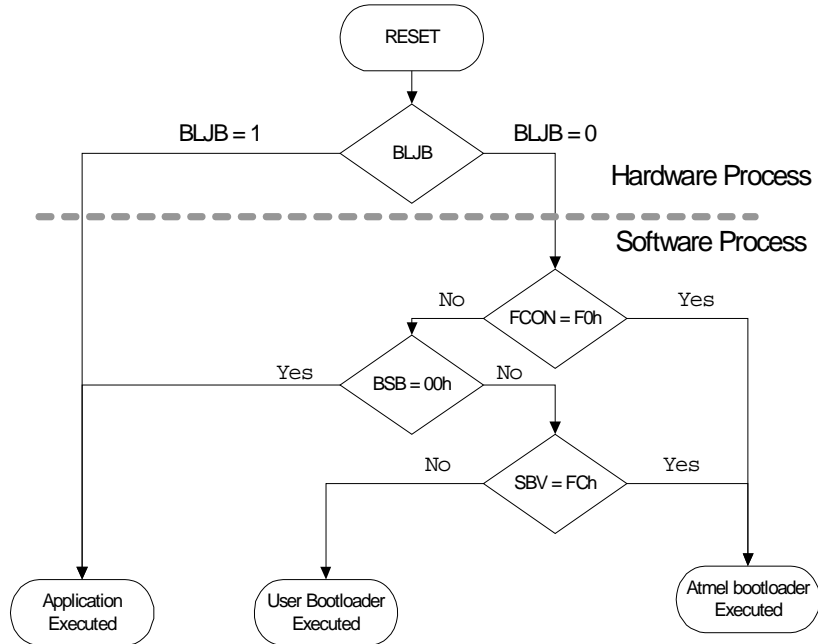 RESET
BLJB = 1
BLJB = 0
BLJB
Hardware Process
Software Process
No
Yes
FCON = F0h
Yes
BSB = 00h
No
No
SBV = FCh
Yes
Application
Executed
User Bootloader
Executed
Atmel bootloader
Executed